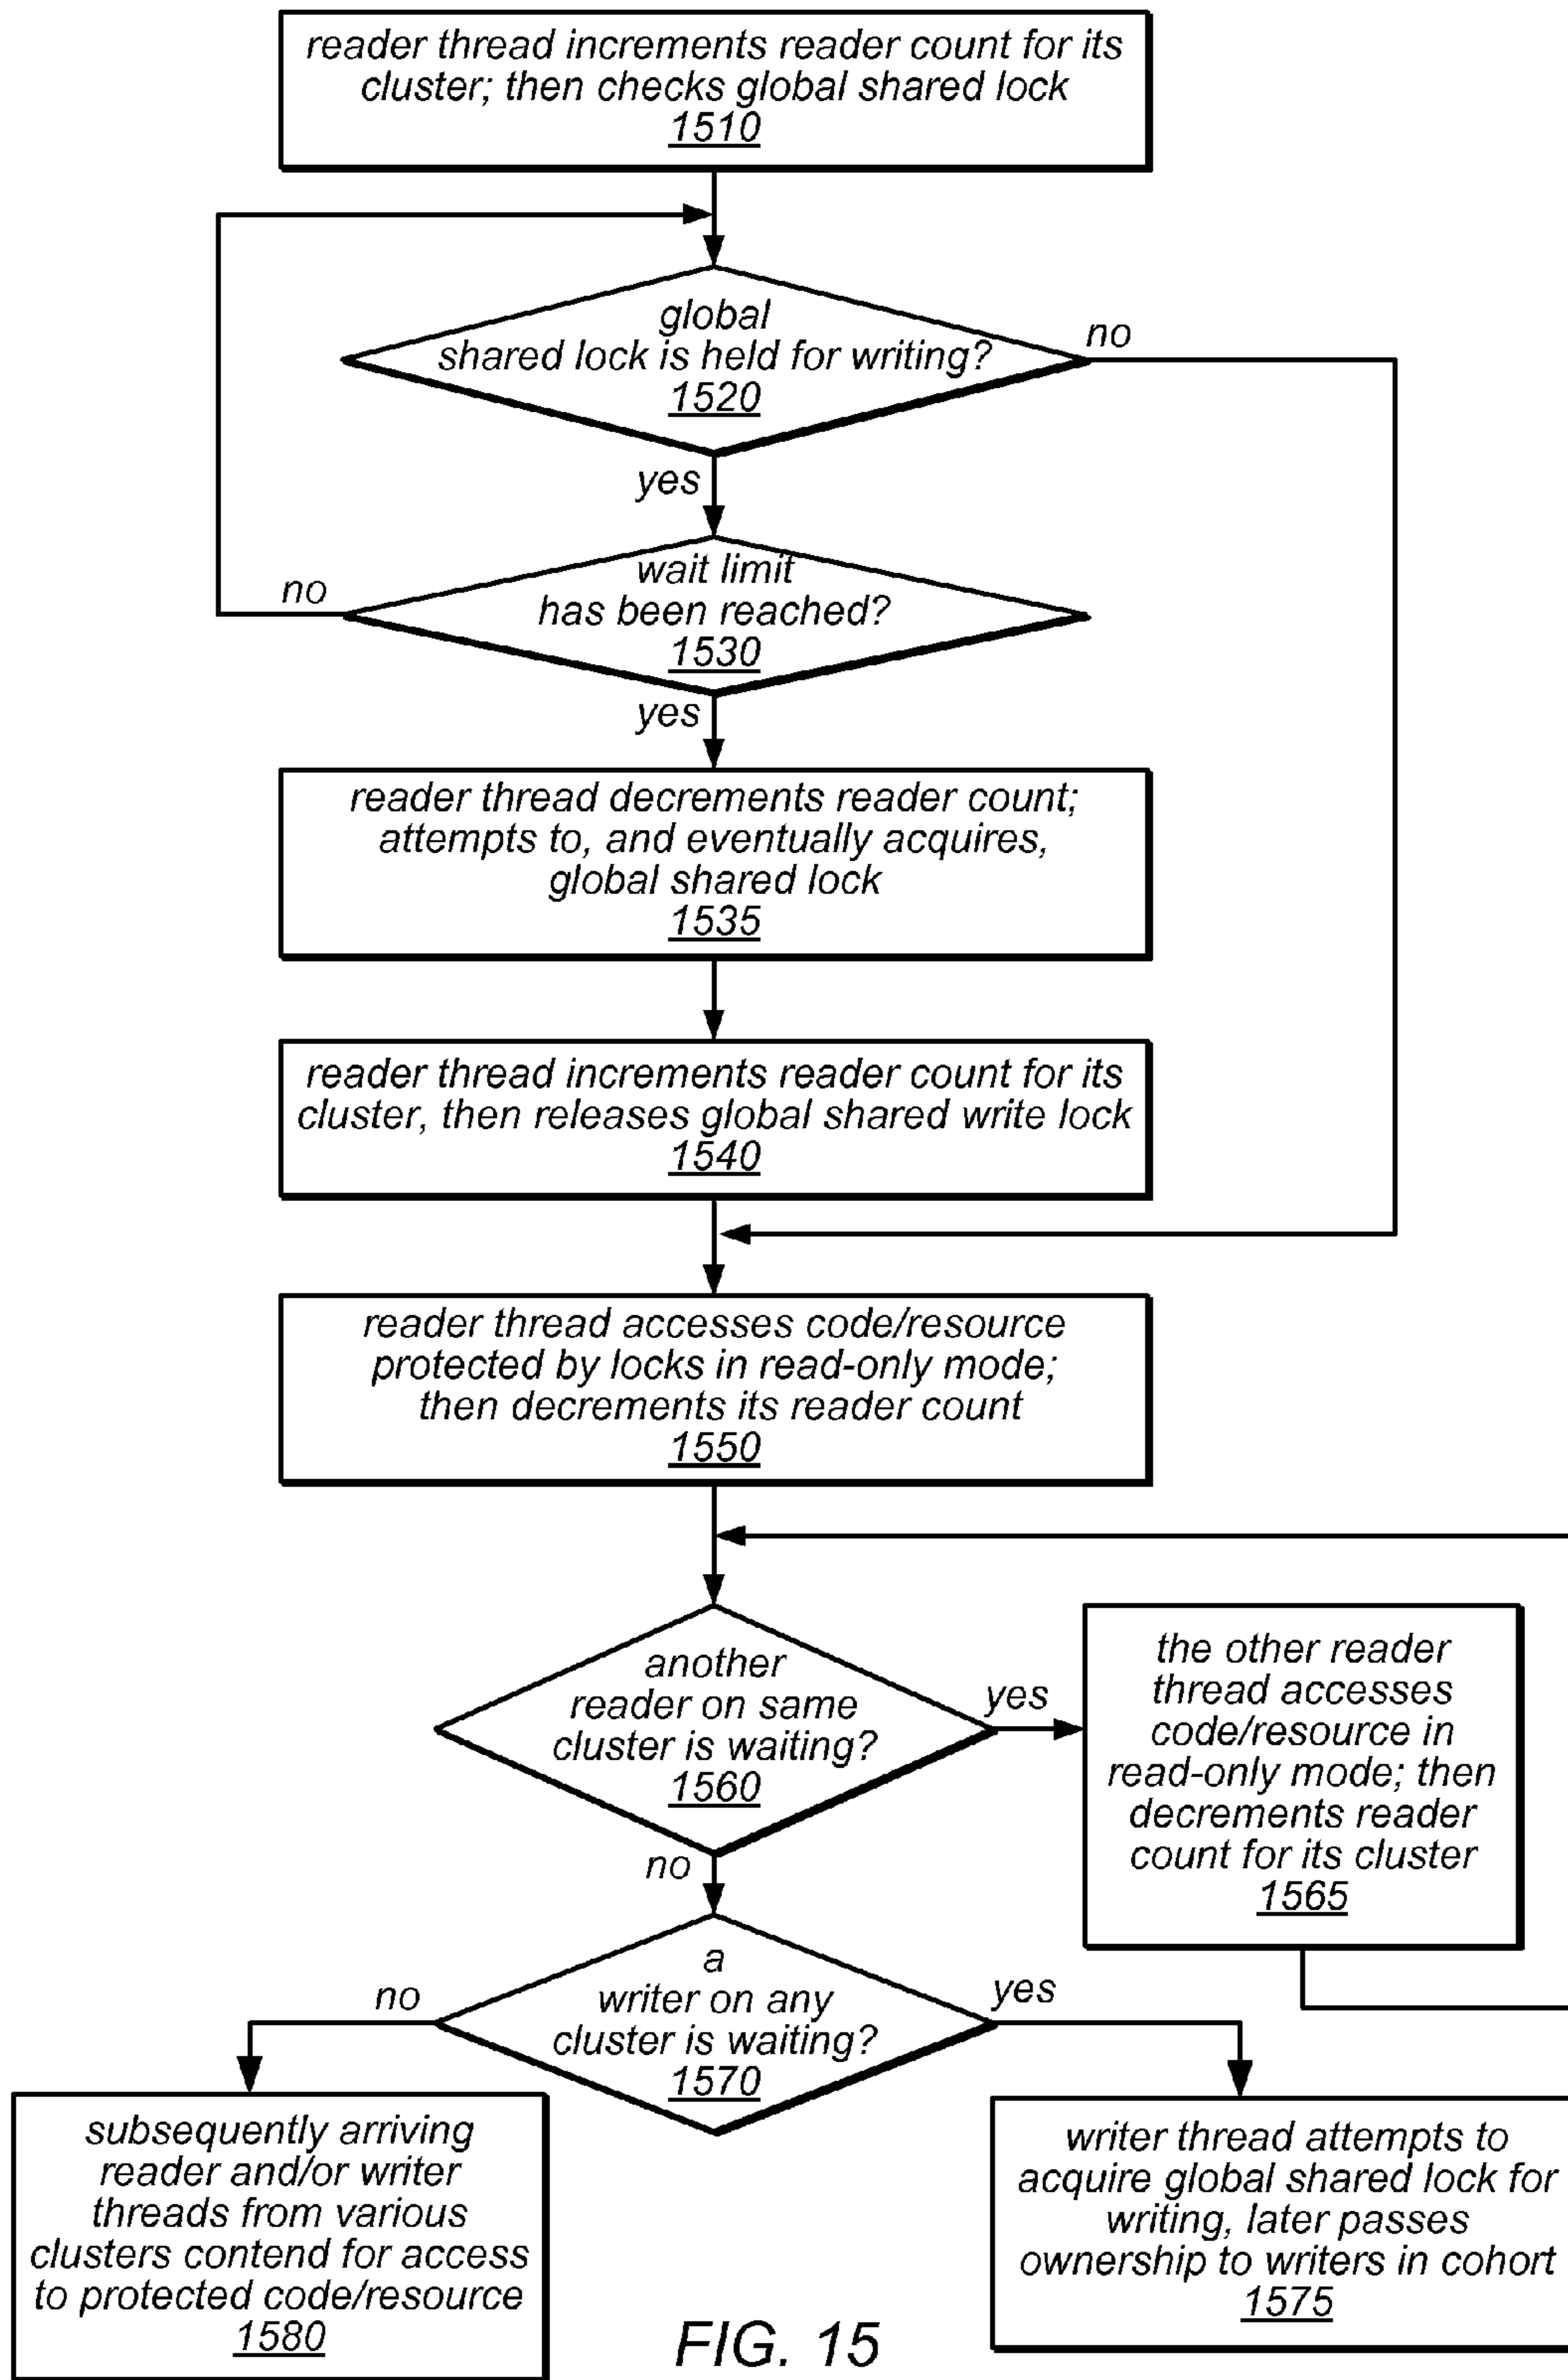 reader thread increments reader count for its
cluster; then checks global shared lock
1510
global
shared lock is held for writing?
1520
no
yes
wait limit
has been reached?
1530
no
yes
reader thread decrements reader count;
attempts to, and eventually acquires,
global shared lock
1535
reader thread increments reader count for its
cluster, then releases global shared write lock
1540
reader thread accesses code/resource
protected by locks in read-only mode;
then decrements its reader count
1550
another
reader on same
cluster is waiting?
1560
yes
the other reader
thread accesses
code/resource in
read-only mode; then
decrements reader
count for its cluster
1565
no
a
writer on any
cluster is waiting?
1570
no
yes
subsequently arriving
reader and/or writer
threads from various
clusters contend for access
to protected code/resource
1580
writer thread attempts to
acquire global shared lock for
writing, later passes
ownership to writers in cohort
1575
FIG. 15